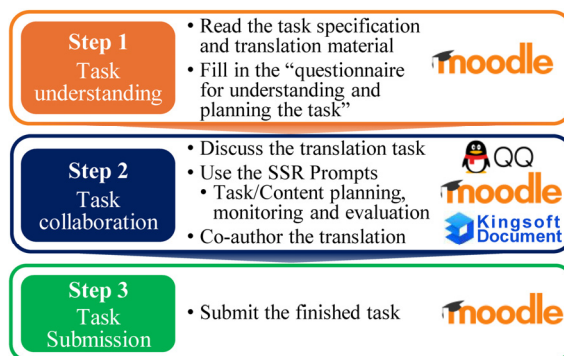 Step 1
Task
understanding
• Read the task specification
and translation material
• Fill in the “questionnaire
for understanding and
planning the task”
moodle
Step 2
Task
collaboration
• Discuss the translation task
• Use the SSR Prompts
• Task/Content planning,
monitoring and evaluation
• Co-author the translation
QQ
moodle
Kingsoft
Document
Step 3
Task
Submission
• Submit the finished task
moodle